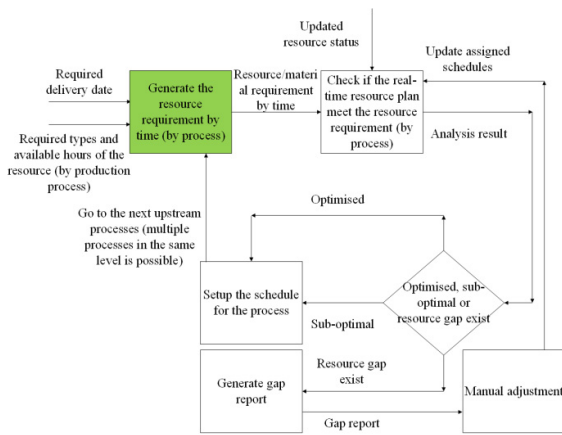 Updated
resource status
Required
delivery date
Generate the
resource
requirement by
time (by process)
Resource/materi
al requirement
by time
Check if the real-
time resource plan
meet the resource
requirement (by
process)
Update assigned
schedules
Required types and
available hours of the
resource (by production
process)
Analysis result
Go to the next upstream
processes (multiple
processes in the same
level is possible)
Optimised
Setup the schedule
for the process
Sub-optimal
Optimised, sub-
optimal or
resource gap exist
Generate gap
report
Resource gap
exist
Gap report
Manual adjustment